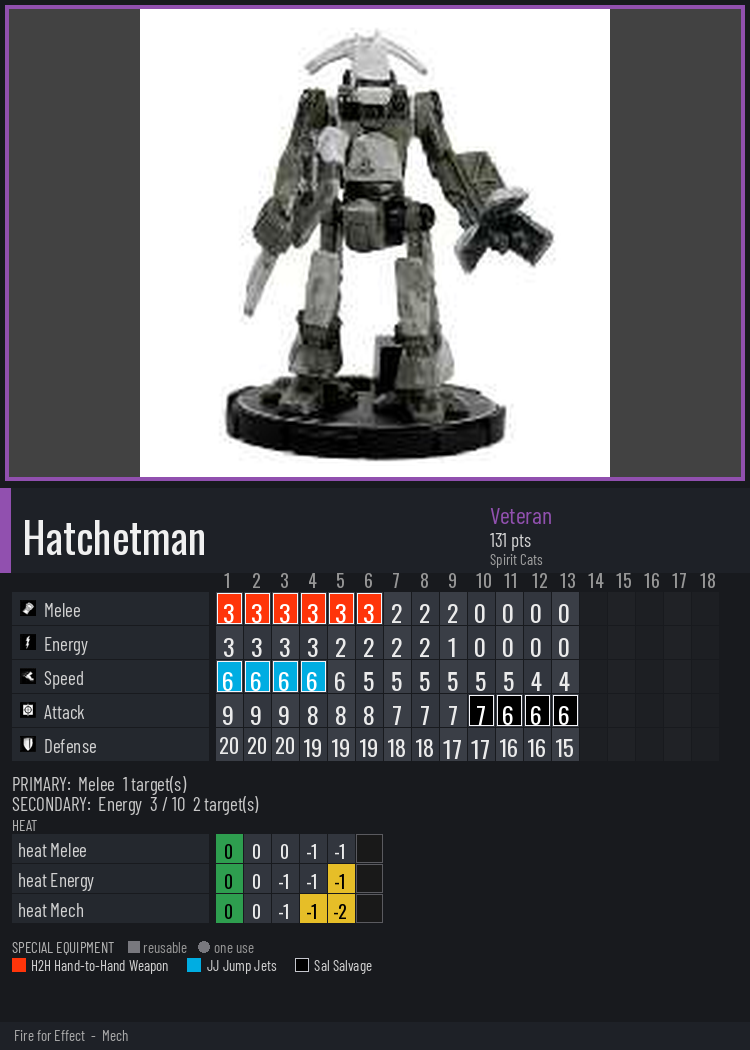 Hatchetman
Veteran
131 pts
Spirit Cats
1 2 3 4 5 6 7 8 9 10 11 12 13 14 15 16 17 18
Melee 3 3 3 3 3 3 2 2 2 0 0 0 0
Energy 3 3 3 3 2 2 2 2 1 0 0 0 0
Speed 6 6 6 6 6 5 5 5 5 5 5 4 4
Attack 9 9 9 8 8 8 7 7 7 7 6 6 6
Defense 20 20 20 19 19 19 18 18 17 17 16 16 15
PRIMARY: Melee 1 target(s)
SECONDARY: Energy 3 / 10 2 target(s)
HEAT
heat Melee 0 0 0 -1 -1
heat Energy 0 0 -1 -1 -1
heat Mech 0 0 -1 -1 -2
SPECIAL EQUIPMENT reusable one use
H2H Hand-to-Hand Weapon JJ Jump Jets Sal Salvage
Fire for Effect - Mech